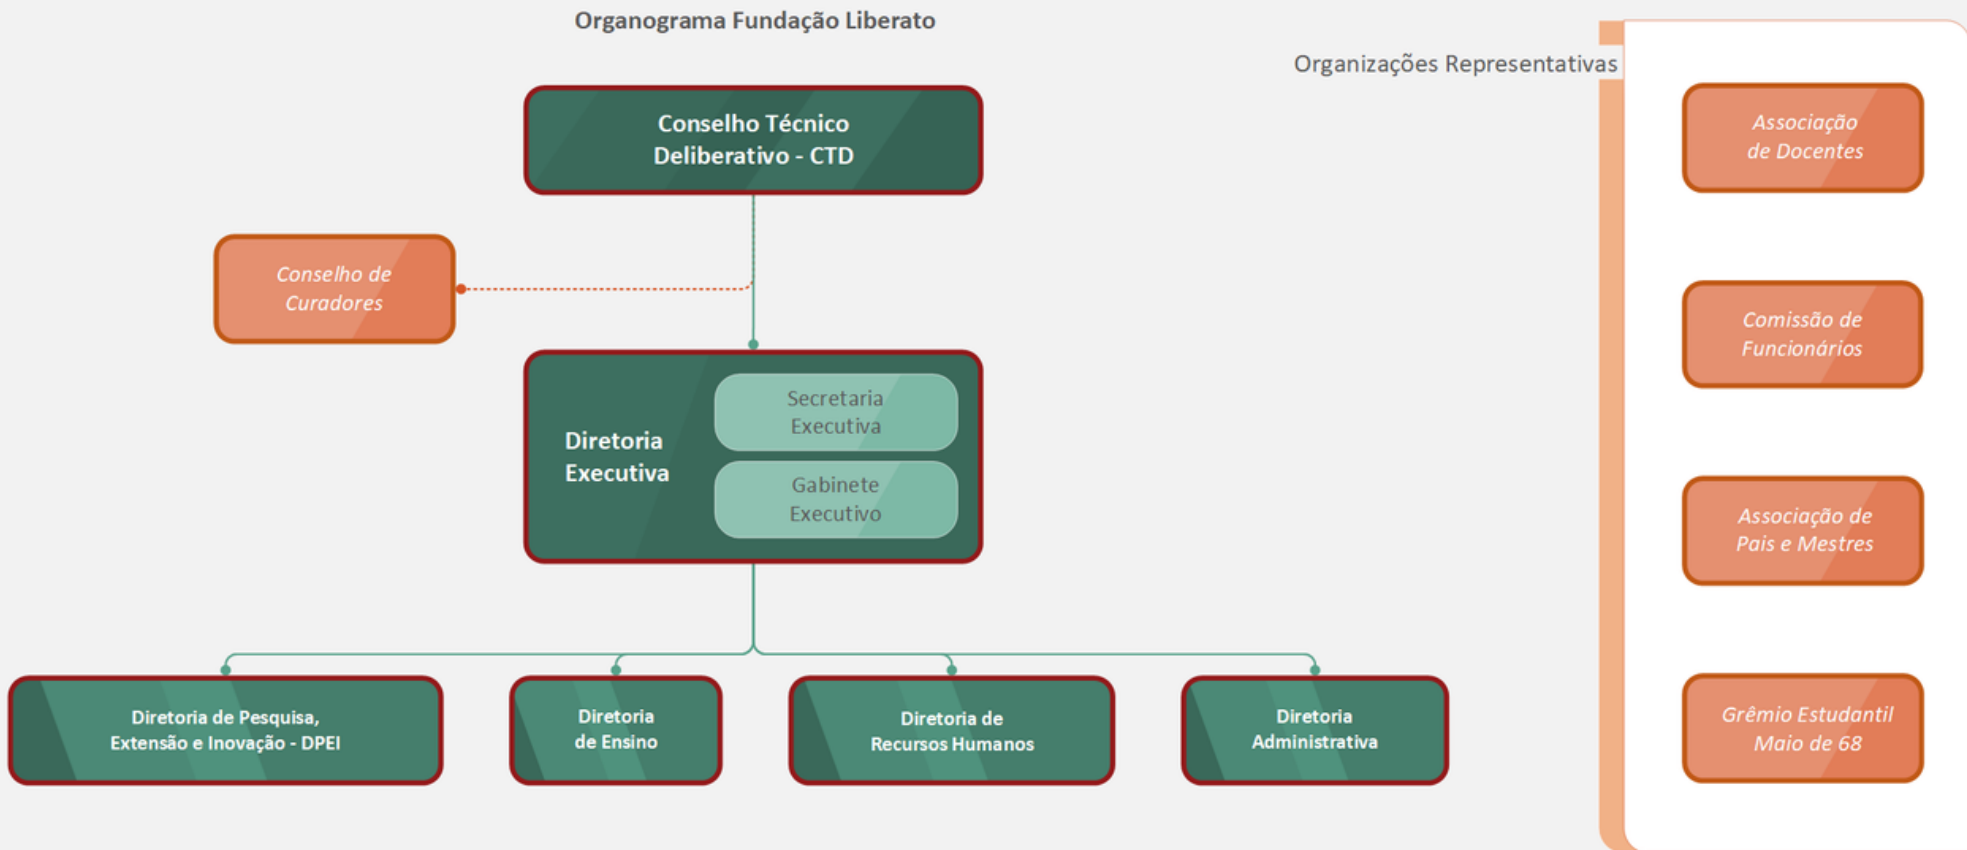 Organograma Fundação Liberato
Organizações Representativas
Conselho Técnico
Deliberativo - CTD
Conselho de
Curadores
Diretoria
Executiva
Secretaria
Executiva
Gabinete
Executivo
Diretoria de Pesquisa,
Extensão e Inovação - DPEI
Diretoria
de Ensino
Diretoria de
Recursos Humanos
Diretoria
Administrativa
Associação
de Docentes
Comissão de
Funcionários
Associação de
Pais e Mestres
Grêmio Estudantil
Maio de 68